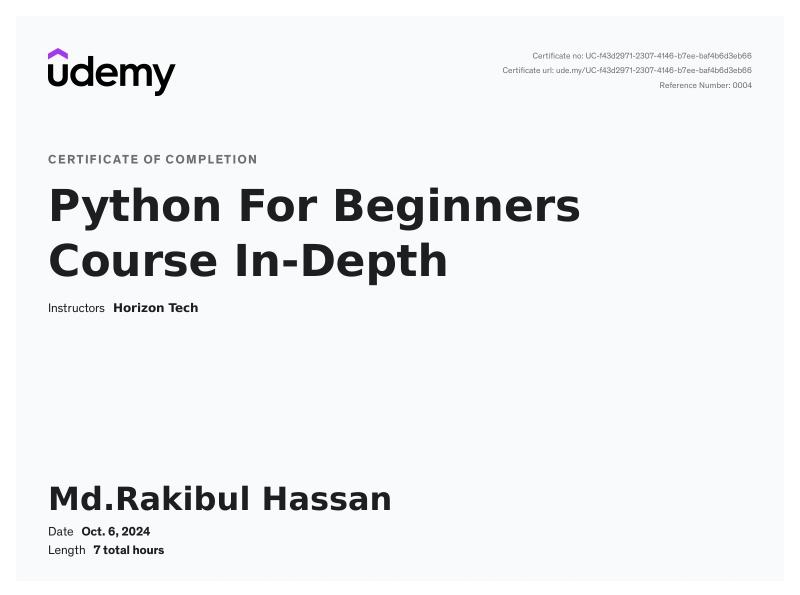 udemy
Certificate no: UC-f43d2971-2307-4146-b7ee-baf4b6d3eb66
Certificate url: ude.my/UC-f43d2971-2307-4146-b7ee-baf4b6d3eb66
Reference Number: 0004
CERTIFICATE OF COMPLETION
Python For Beginners
Course In-Depth
Instructors Horizon Tech
Md.Rakibul Hassan
Date Oct. 6, 2024
Length 7 total hours